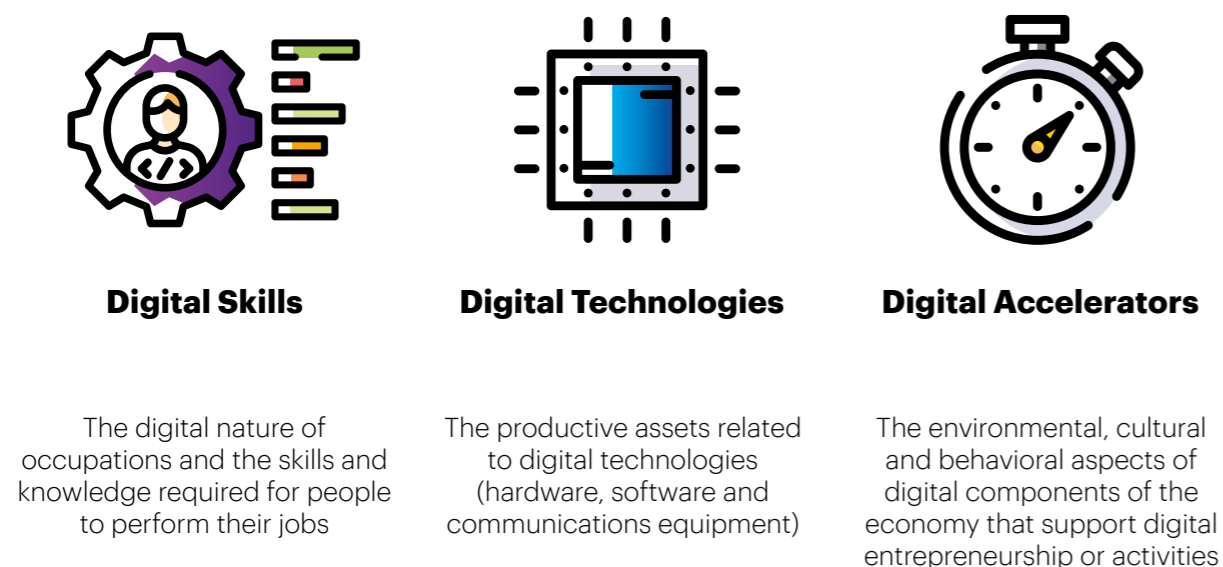 </>
Digital Skills
Digital Technologies
Digital Accelerators
The digital nature of
occupations and the skills and
knowledge required for people
to perform their jobs
The productive assets related
to digital technologies
(hardware, software and
communications equipment)
The environmental, cultural
and behavioral aspects of
digital components of the
economy that support digital
entrepreneurship or activities